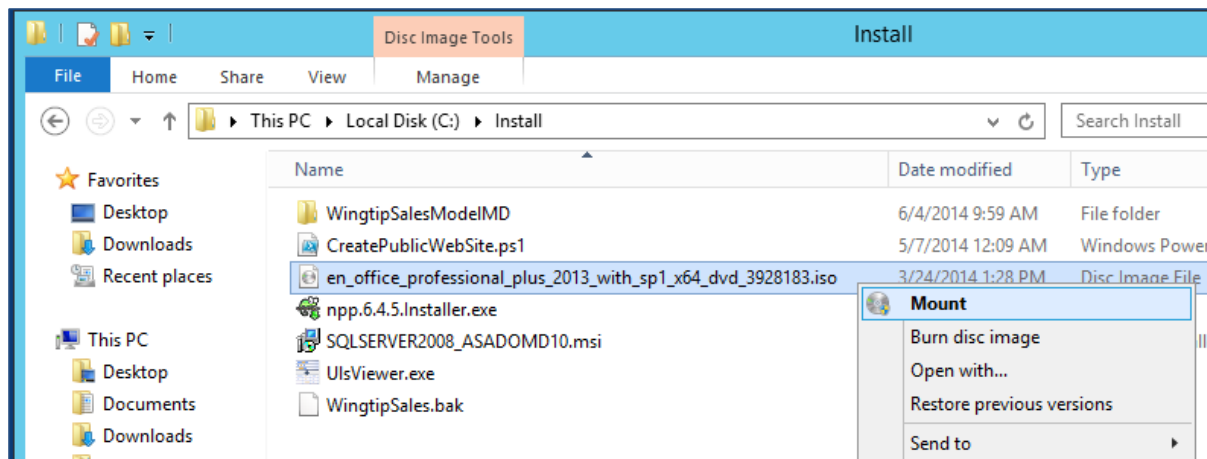 Disc Image Tools
Install
File Home Share View Manage
This PC Local Disk (C:) Install
Search Install
Favorites
Desktop
Downloads
Recent places
This PC
Desktop
Documents
Downloads
Name Date modified Type
WingtipSalesModelMD 6/4/2014 9:59 AM File folder
CreatePublicWebSite.ps1 5/7/2014 12:09 AM Windows Power
en_office_professional_plus_2013_with_sp1_x64_dvd_3928183.iso 3/24/2014 1:28 PM Disc Image File
npp.6.4.5.Installer.exe
SQLSERVER2008_ASADOMD10.msi
UlsViewer.exe
WingtipSales.bak
Mount
Burn disc image
Open with...
Restore previous versions
Send to